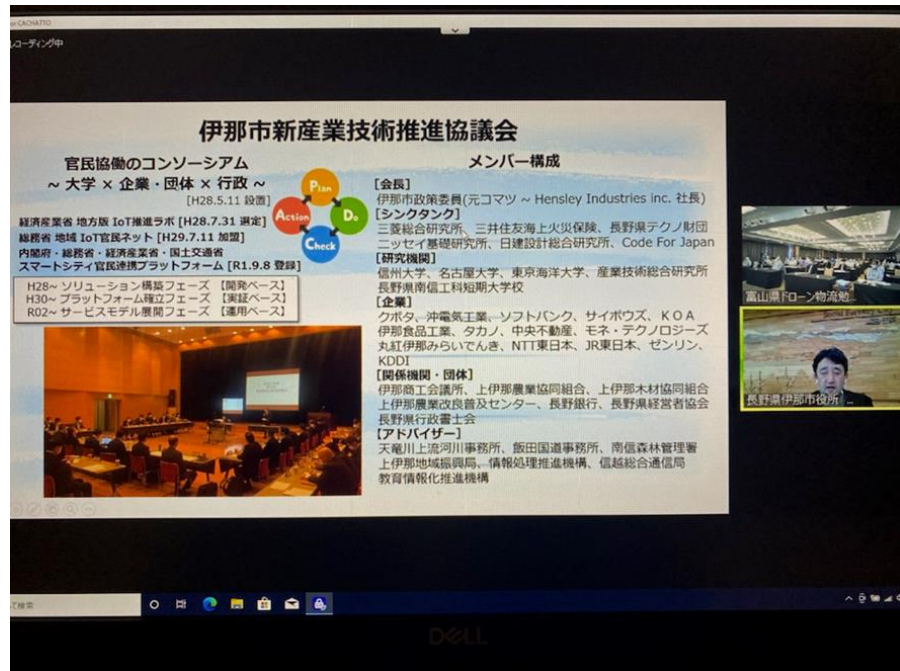 CACHATTO
レコーディング中
伊那市新産業技術推進協議会
官民協働のコンソーシアム
~ 大学 × 企業・団体 × 行政 ~
[H28.5.11 設置]
経済産業省 地方版 IoT推進ラボ [H28.7.31 選定]
総務省 地域 IoT官民ネット [H29.7.11 加盟]
内閣府・総務省・経済産業省・国土交通省
スマートシティ官民連携プラットフォーム [R1.9.8 登録]
Plan
Do
Check
Action
H28~ ソリューション構築フェーズ 【開発ベース】
H30~ プラットフォーム確立フェーズ 【実証ベース】
R02~ サービスモデル展開フェーズ 【運用ベース】
メンバー構成
[会長]
伊那市政策委員(元コマツ ~ Hensley Industries inc. 社長)
[シンクタンク]
三菱総合研究所、三井住友海上火災保険、長野県テクノ財団
ニッセイ基礎研究所、日建設計総合研究所、Code For Japan
[研究機関]
信州大学、名古屋大学、東京海洋大学、産業技術総合研究所
長野県南信工科短期大学校
[企業]
クボタ、沖電気工業、ソフトバンク、サイボウズ、KOA
伊那食品工業、タカノ、中央不動産、モネ・テクノロジーズ
丸紅伊那みらいでんき、NTT東日本、JR東日本、ゼンリン、
KDDI
[関係機関・団体]
伊那商工会議所、上伊那農業協同組合、上伊那木材協同組合
上伊那農業改良普及センター、長野銀行、長野県経営者協会
長野県行政書士会
[アドバイザー]
天竜川上流河川事務所、飯田国道事務所、南信森林管理署
上伊那地域振興局、情報処理推進機構、信越総合通信局
教育情報化推進機構
富山県ドローン物流勉...
長野県伊那市役所 ...
て検索
DELL